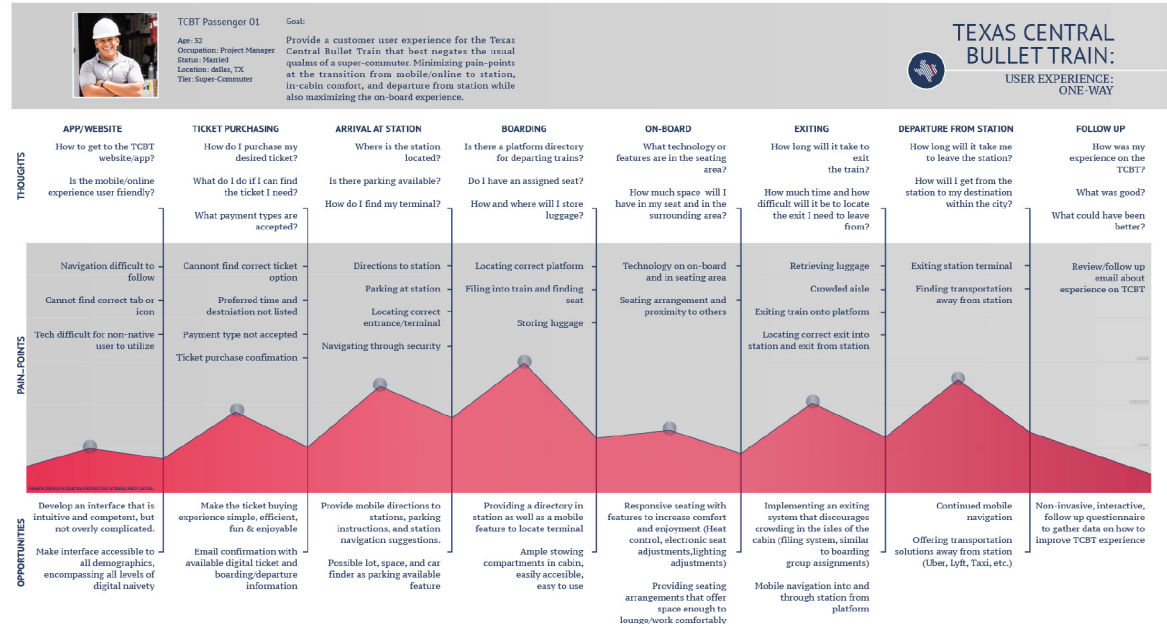 TCBT Passenger 01
Age: 32
Orcupation: Project Manager
Status: Married
Location: dallas, TX
Tier: Super-Commuter
Goal:
Provide a customer user experience for the Texas
Central Bullet Train that best negates the usual
qualms of a super-commuter. Minimizing pain-points
at the transition from mobile/online to station,
in-cabin comfort, and departure from station while
also maximizing the on-board experience.
TEXAS CENTRAL
BULLET TRAIN:
USER EXPERIENCE:
ONE-WAY
THOUGHTS
APP/WEBSITE
How to get to the TCBT
website/app?
Is the mobile/online
experience user friendly?
TICKET PURCHASING
How do I purchase my
desired ticket?
What do I do if I can find
the ticket I need?
What payment types are
accepted?
ARRIVAL AT STATION
Where is the station
located?
Is there parking available?
How do I find my terminal?
BOARDING
Is there a platform directory
for departing trains?
Do I have an assigned seat?
How and where will I store
luggage?
ON-BOARD
What technology or
features are in the seating
area?
How much space will I
have in my seat and in the
surrounding area?
EXITING
How long will it take to
exit
the train?
How much time and how
difficult will it be to locate
the exit I need to leave
from?
DEPARTURE FROM STATION
How long will it take me
to leave the station?
How will I get from the
station to my destination
within the city?
FOLLOW UP
How was my
experience on the
TCBT?
What was good?
What could have been
better?
PAIN-POINTS
Navigation difficult to
follow
Cannot find correct tab or
icon
Tech difficult for non-native
user to utilize
Cannont find correct ticket
option
Preferred time and
destniation not listed
Payment type not accepted
Ticket purchase confimation
Directions to station
Parking at station
Locating correct
entrance/terminal
Navigating through security
Locating correct platform
Filing into train and finding
seat
Storing luggage
Technology on on-board
and in seating area
Seating arrangement and
proximity to others
Retrieving luggage
Crowded aisle
Exiting train onto platform
Locating correct exit into
station and exit from station
Exiting station terminal
Finding transportation
away from station
Review/follow up
email about
experience on TCBT
OPPORTUNITIES
Develop an interface that is
intuitive and competent, but
not overly complicated.
Make interface accessible to
all demographics,
encompassing all levels of
digital naivety
Make the ticket buying
experience simple, efficient,
fun & enjoyable
Email confirmation with
available digital ticket and
boarding/departure
information
Provide mobile directions to
stations, parking
instructions, and station
navigation suggestions.
Possible lot, space, and car
finder as parking available
feature
Providing a directory in
station as well as a mobile
feature to locate terminal
Ample stowing
compartments in cabin,
easily accesible,
easy to use
Responsive seating with
features to increase comfort
and enjoyment (Heat
control, electronic seat
adjustments,lighting
adjustments)
Providing seating
arrangements that offer
space enough to
lounge/work comfortably
Implementing an exiting
system that discourages
crowding in the isles of the
cabin (filing system, similar
to boarding
group assignments)
Mobile navigation into and
through station from
platform
Continued mobile
navigation
Offering transportation
solutions away from station
(Uber, Lyft, Taxi, etc.)
Non-invasive, interactive,
follow up questionnaire
to gather data on how to
improve TCBT experience